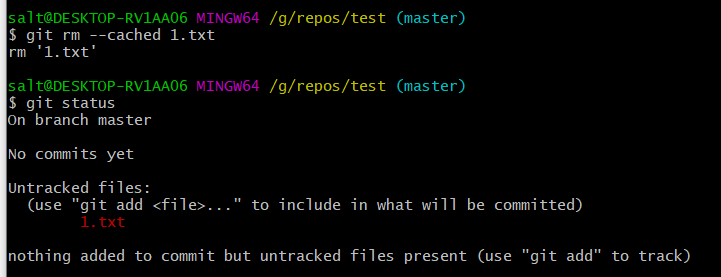 salt@DESKTOP-RV1AA06 MINGW64 /g/repos/test (master)
$ git rm --cached 1.txt
rm '1.txt'
salt@DESKTOP-RV1AA06 MINGW64 /g/repos/test (master)
$ git status
On branch master
No commits yet
Untracked files:
(use "git add <file>..." to include in what will be committed)
1.txt
nothing added to commit but untracked files present (use "git add" to track)